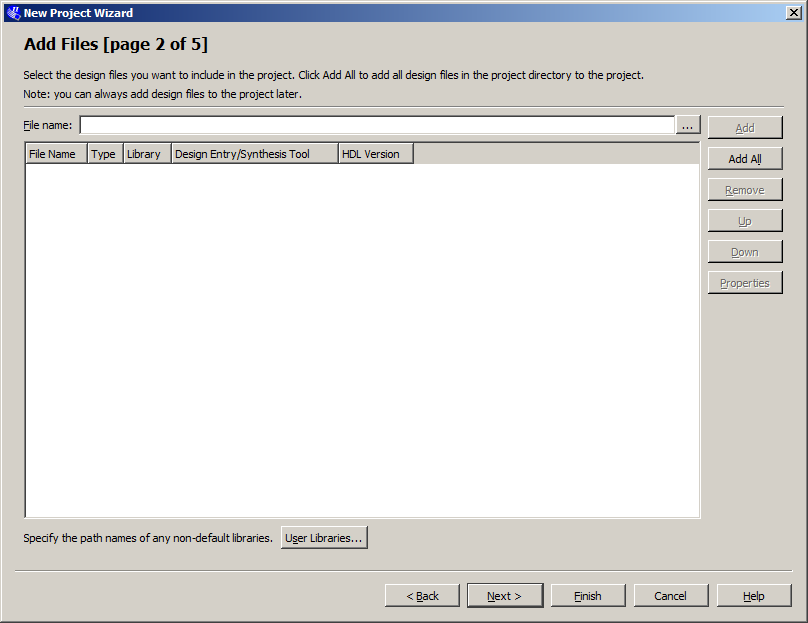 New Project Wizard
Add Files [page 2 of 5]
Select the design files you want to include in the project. Click Add All to add all design files in the project directory to the project.
Note: you can always add design files to the project later.
File name: ... Add
File Name Type Library Design Entry/Synthesis Tool HDL Version
Add All
Remove
Up
Down
Properties
Specify the path names of any non-default libraries. User Libraries...
< Back Next > Finish Cancel Help